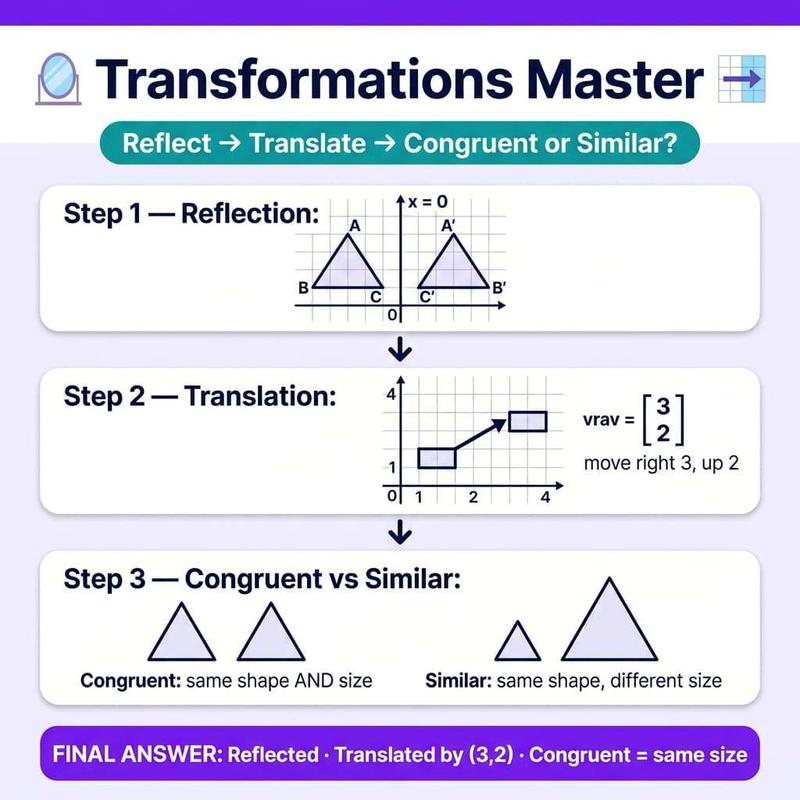 Transformations Master
Reflect → Translate → Congruent or Similar?
Step 1 — Reflection:
x = 0
A
A′
B
C
C′
B′
0
Step 2 — Translation:
4
1
0
1
2
4
vrav = [3 2]
move right 3, up 2
Step 3 — Congruent vs Similar:
Congruent: same shape AND size
Similar: same shape, different size
FINAL ANSWER: Reflected · Translated by (3,2) · Congruent = same size